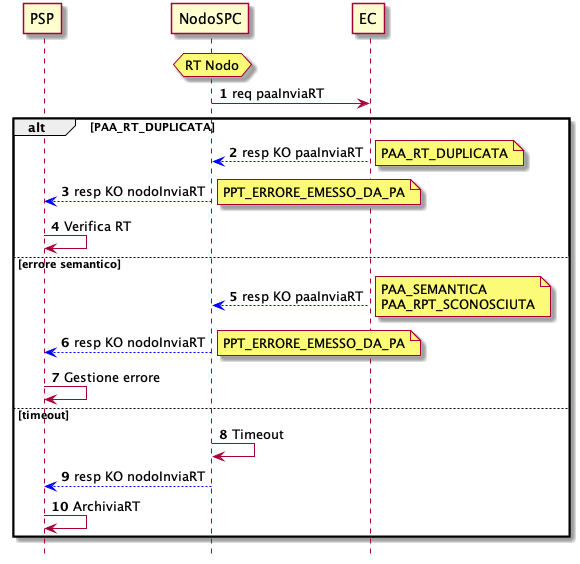 PSP
NodoSPC
EC
RT Nodo
1 req paaInviaRT
alt
[PAA_RT_DUPLICATA]
2 resp KO paaInviaRT
PAA_RT_DUPLICATA
3 resp KO nodoInviaRT
PPT_ERRORE_EMESSO_DA_PA
4 Verifica RT
[errore semantico]
5 resp KO paaInviaRT
PAA_SEMANTICA
PAA_RPT_SCONOSCIUTA
6 resp KO nodoInviaRT
PPT_ERRORE_EMESSO_DA_PA
7 Gestione errore
[timeout]
8 Timeout
9 resp KO nodoInviaRT
10 ArchiviaRT